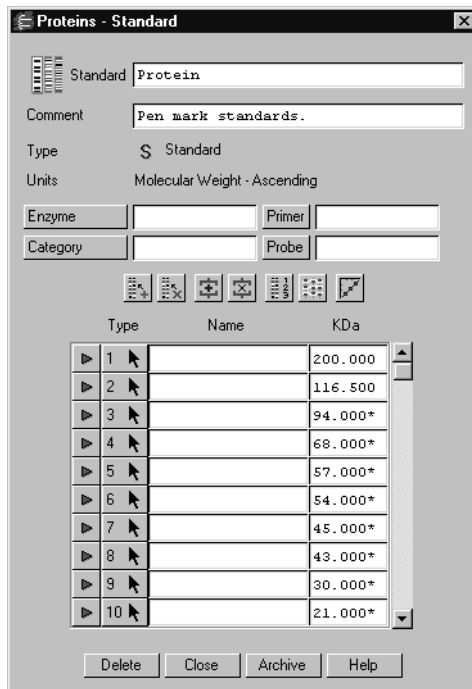 Proteins - Standard
Standard Protein
Comment Pen mark standards.
Type S Standard
Units Molecular Weight - Ascending
Enzyme Primer
Category Probe
Type Name KDa
1 200.000
2 116.500
3 94.000*
4 68.000*
5 57.000*
6 54.000*
7 45.000*
8 43.000*
9 30.000*
10 21.000*
Delete Close Archive Help